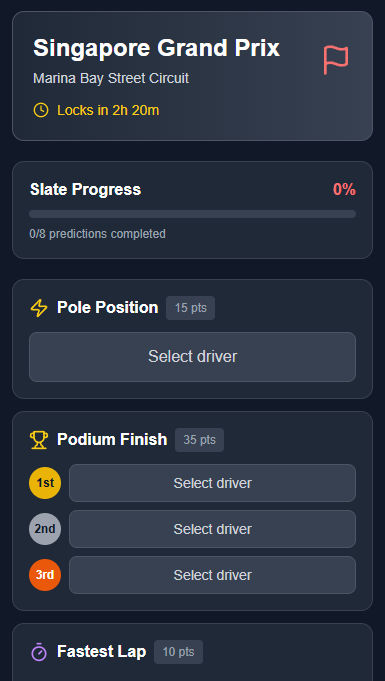 Singapore Grand Prix
Marina Bay Street Circuit
Locks in 2h 20m
Slate Progress 0%
0/8 predictions completed
Pole Position 15 pts
Select driver
Podium Finish 35 pts
1st Select driver
2nd Select driver
3rd Select driver
Fastest Lap 10 pts